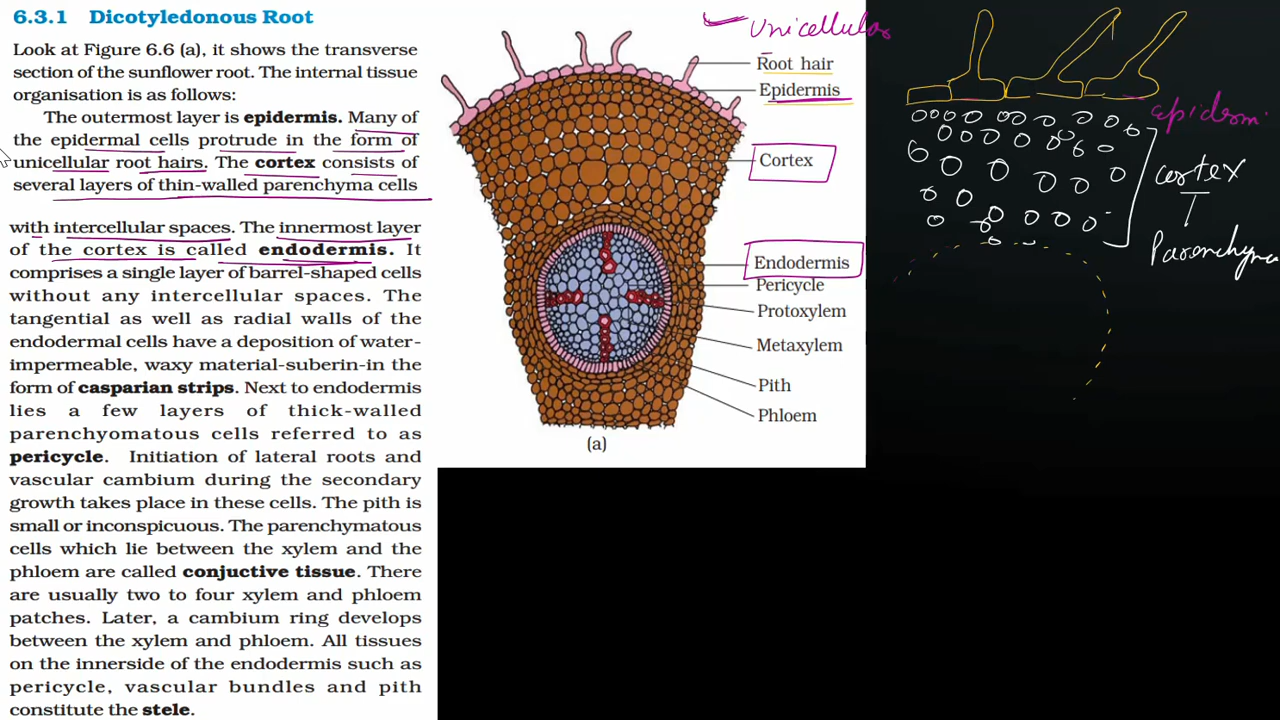 6.3.1 Dicotyledonous Root
Look at Figure 6.6 (a), it shows the transverse
section of the sunflower root. The internal tissue
organisation is as follows:
The outermost layer is epidermis. Many of
the epidermal cells protrude in the form of
unicellular root hairs. The cortex consists of
several layers of thin-walled parenchyma cells
with intercellular spaces. The innermost layer
of the cortex is called endodermis. It
comprises a single layer of barrel-shaped cells
without any intercellular spaces. The
tangential as well as radial walls of the
endodermal cells have a deposition of water-
impermeable, waxy material-suberin-in the
form of casparian strips. Next to endodermis
lies a few layers of thick-walled
parenchyomatous cells referred to as
pericycle. Initiation of lateral roots and
vascular cambium during the secondary
growth takes place in these cells. The pith is
small or inconspicuous. The parenchymatous
cells which lie between the xylem and the
phloem are called conjuctive tissue. There
are usually two to four xylem and phloem
patches. Later, a cambium ring develops
between the xylem and phloem. All tissues
on the innerside of the endodermis such as
pericycle, vascular bundles and pith
constitute the stele.
Unicellular
Root hair
Epidermis
Cortex
Endodermis
Pericycle
Protoxylem
Metaxylem
Pith
Phloem
(a)
epidermi
cortex
Parenchyma